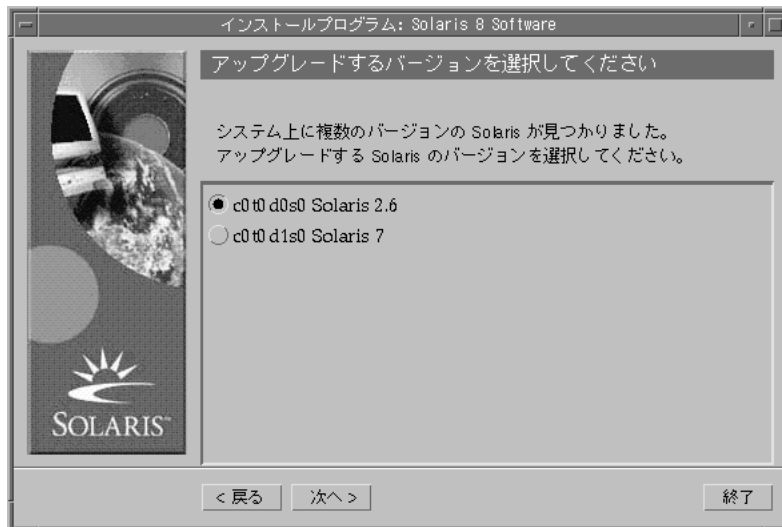 インストールプログラム: Solaris 8 Software
アップグレードするバージョンを選択してください
システム上に複数のバージョンの Solaris が見つかりました。
アップグレードする Solaris のバージョンを選択してください。
c0t0d0s0 Solaris 2.6
c0t0d1s0 Solaris 7
SOLARIS™
< 戻る
次へ >
終了